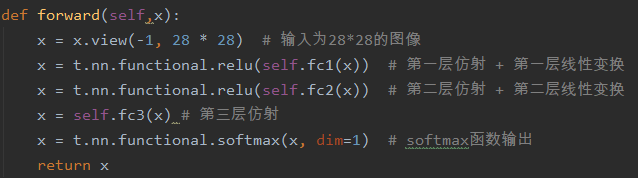 def forward(self,x):
    x = x.view(-1, 28 * 28)  # 输入为28*28的图像
    x = t.nn.functional.relu(self.fc1(x))  # 第一层仿射 + 第一层线性变换
    x = t.nn.functional.relu(self.fc2(x))  # 第二层仿射 + 第二层线性变换
    x = self.fc3(x) # 第三层仿射
    x = t.nn.functional.softmax(x, dim=1)  # softmax函数输出
    return x